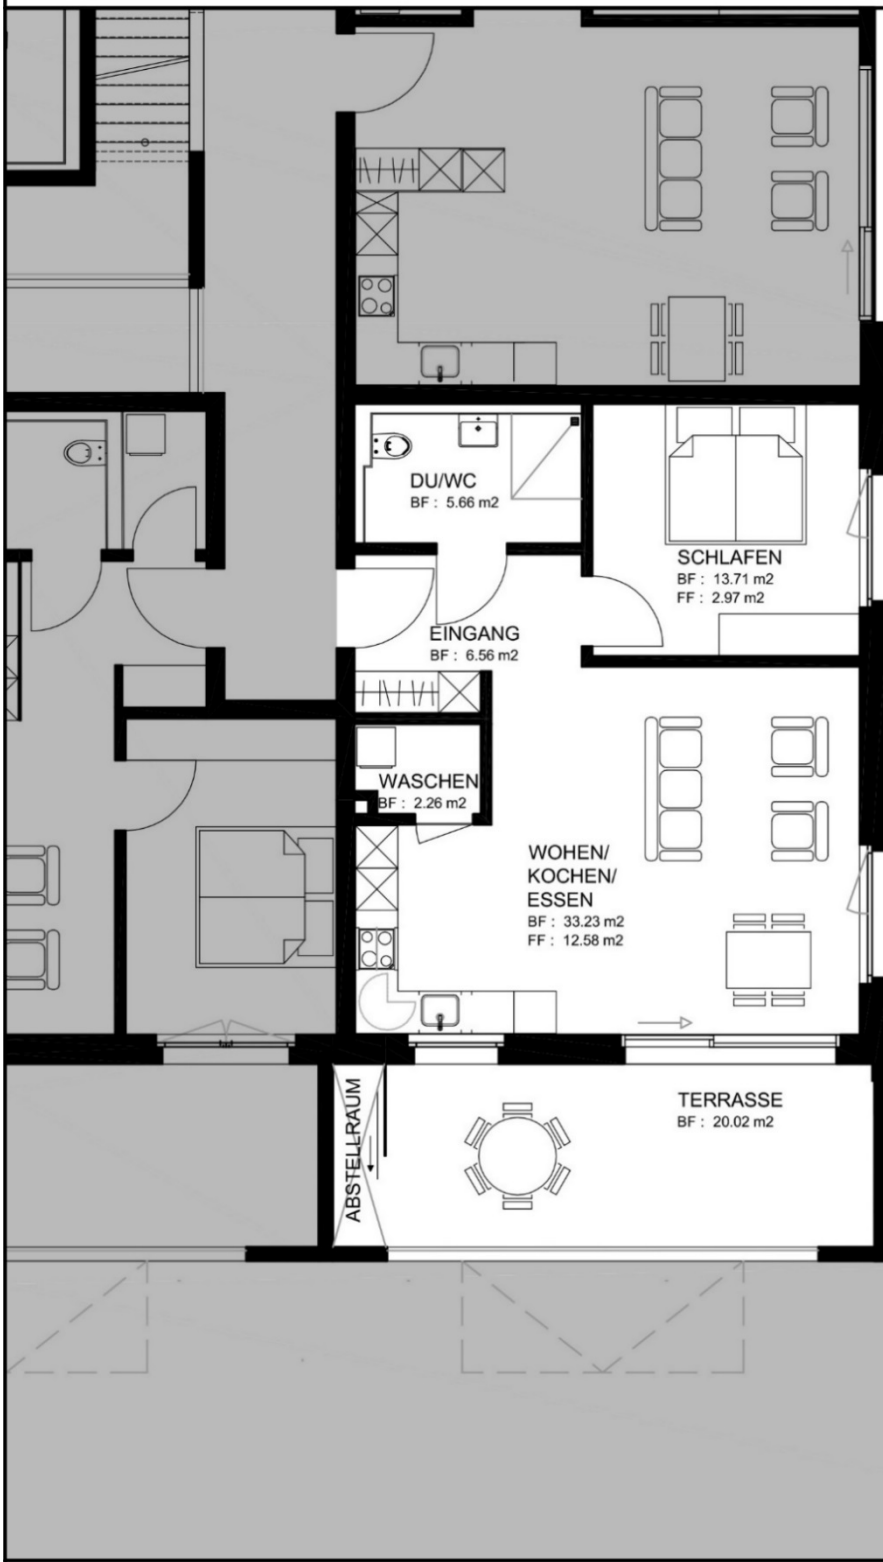 DU/WC
BF : 5.66 m2
SCHLAFEN
BF : 13.71 m2
FF : 2.97 m2
EINGANG
BF : 6.56 m2
WASCHEN
BF : 2.26 m2
WOHEN/
KOCHEN/
ESSEN
BF : 33.23 m2
FF : 12.58 m2
ABSTELLRAUM
TERRASSE
BF : 20.02 m2